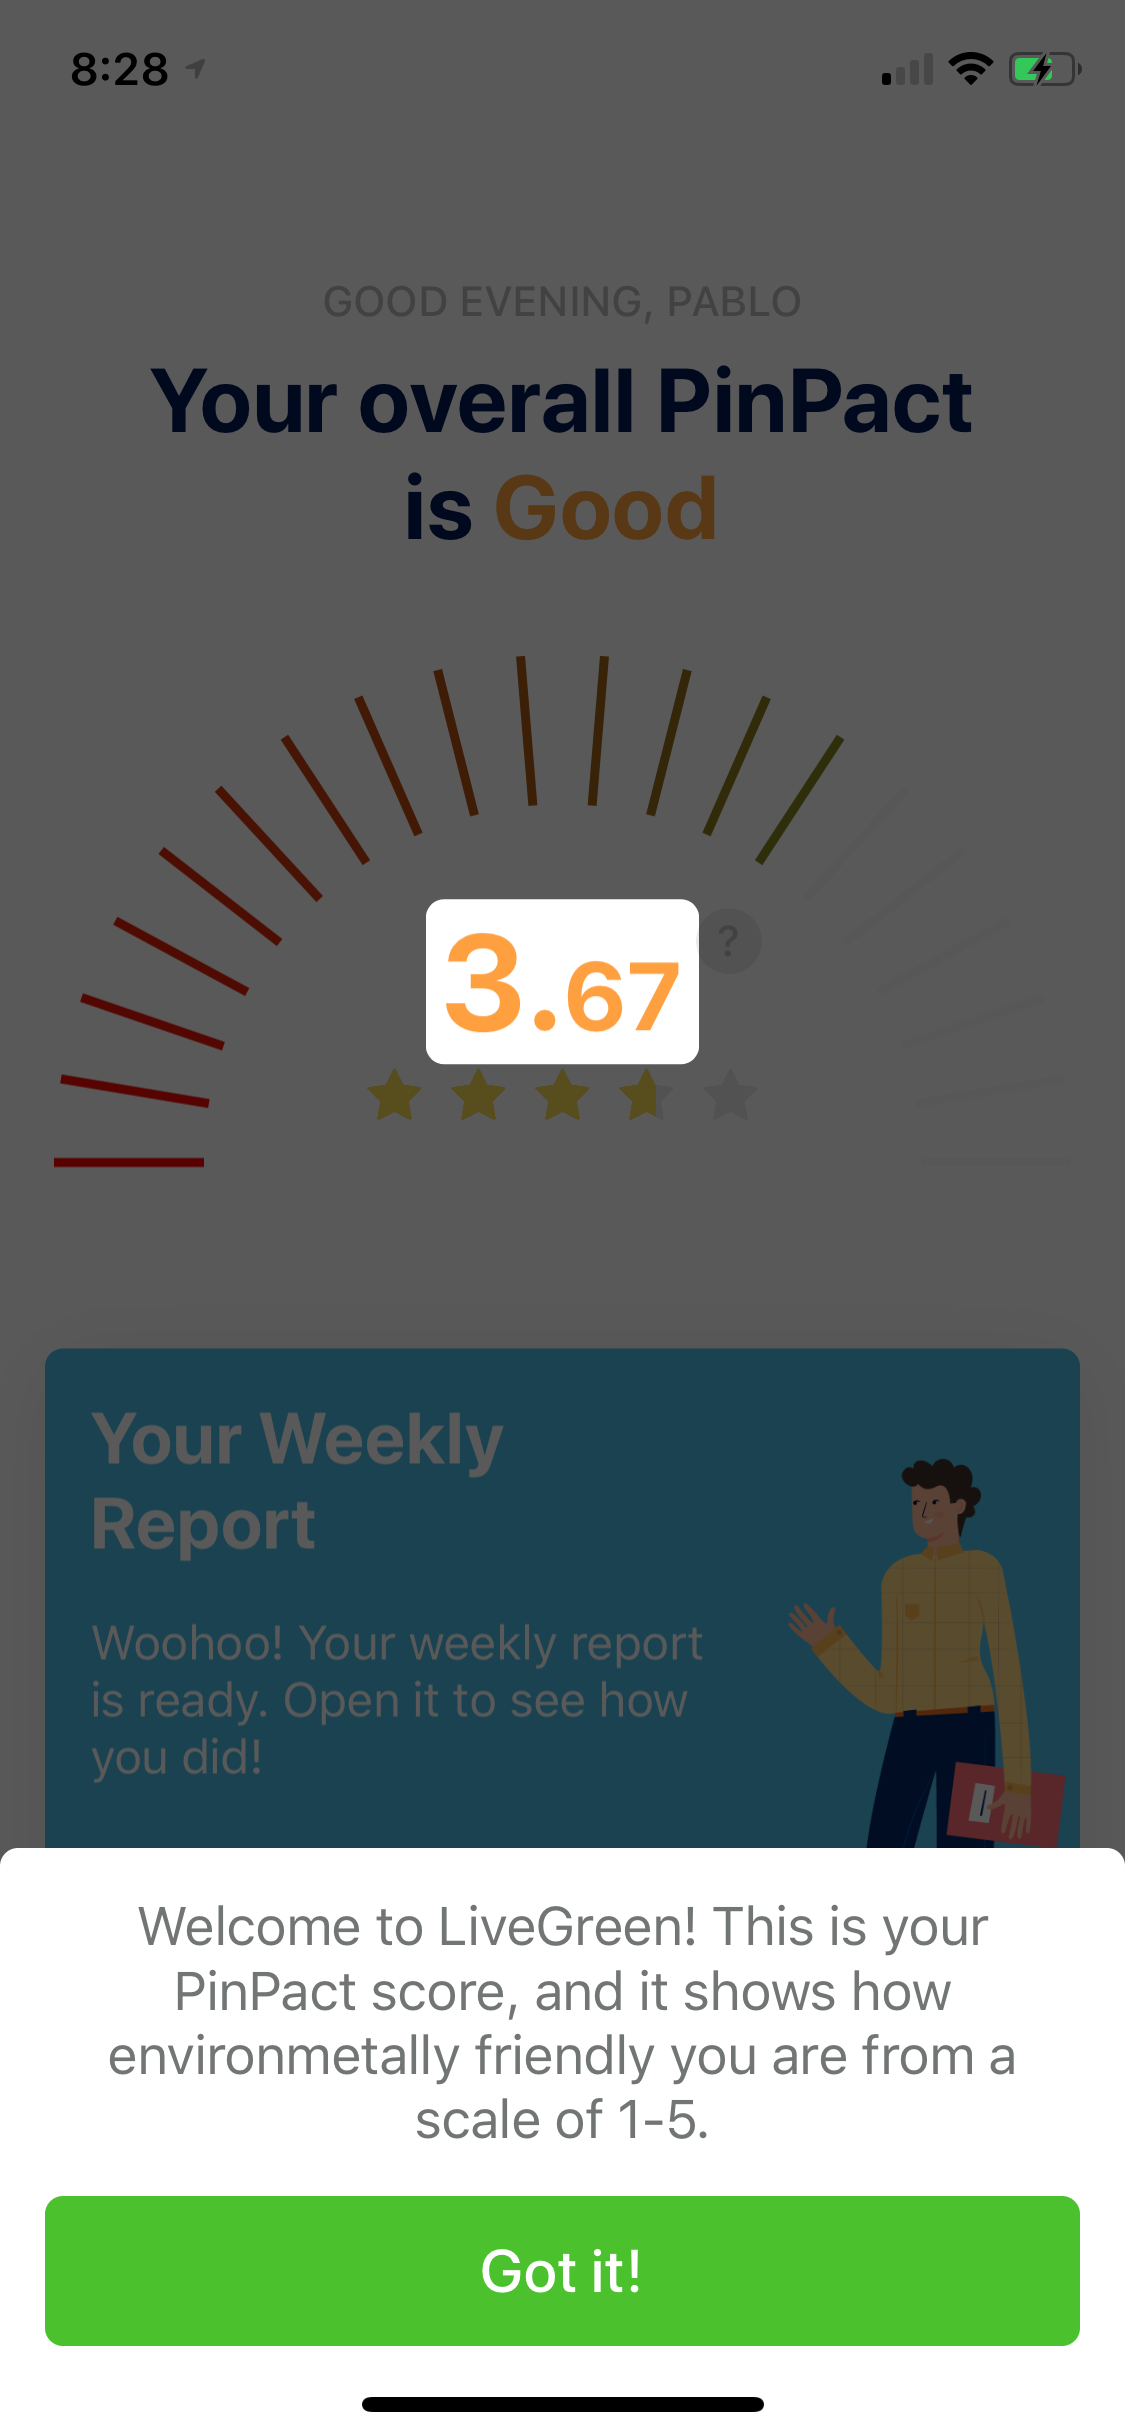 8:28
GOOD EVENING, PABLO
Your overall PinPact
is Good
3.67
?
Your Weekly
Report
Woohoo! Your weekly report
is ready. Open it to see how
you did!
Welcome to LiveGreen! This is your
PinPact score, and it shows how
environmetally friendly you are from a
scale of 1-5.
Got it!